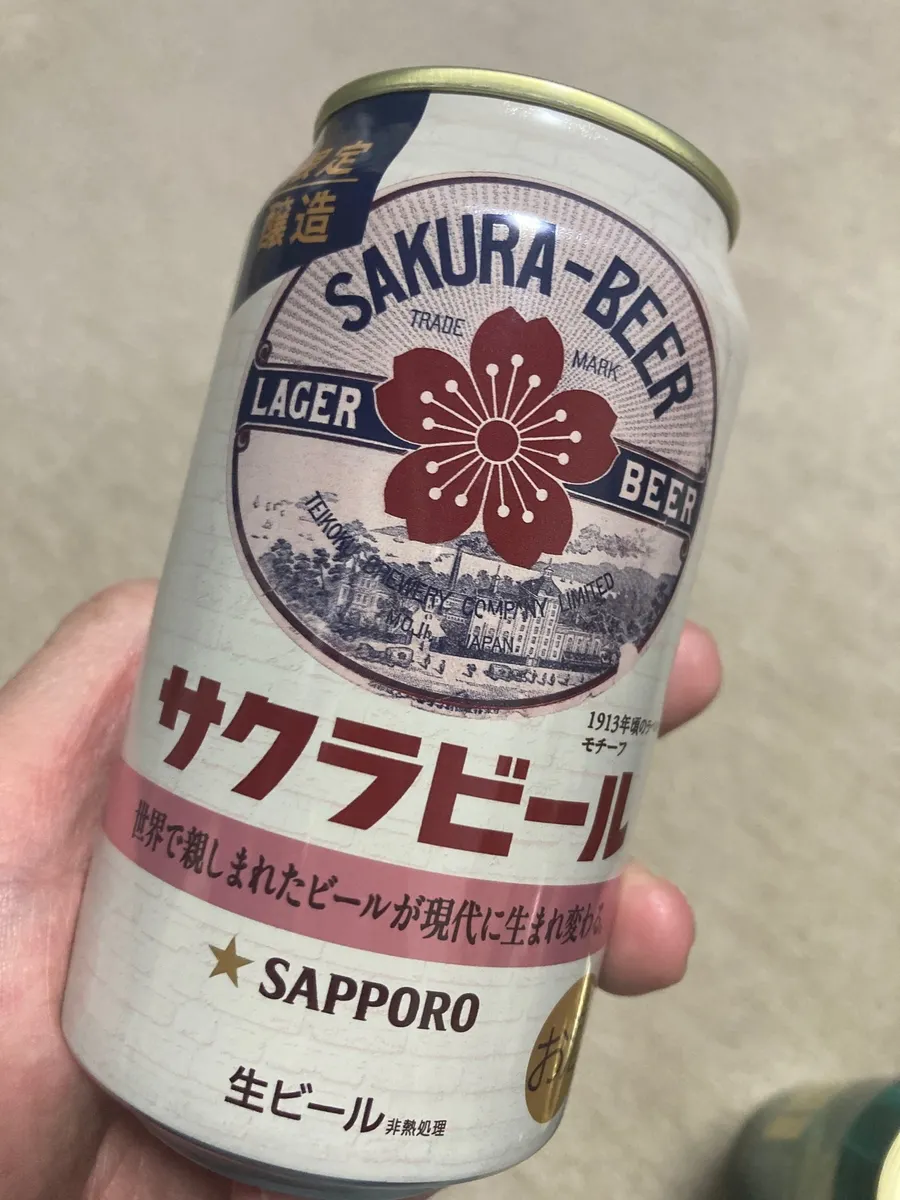 限定
醸造
SAKURA-BEER
TRADE MARK
LAGER BEER
TEIKOKU BREWERY COMPANY LIMITED
MOJI, JAPAN.
サクラビール
1913年頃の
モチーフ
世界で親しまれたビールが現代に生まれ変わる
★ SAPPORO
お
生ビール 非熱処理